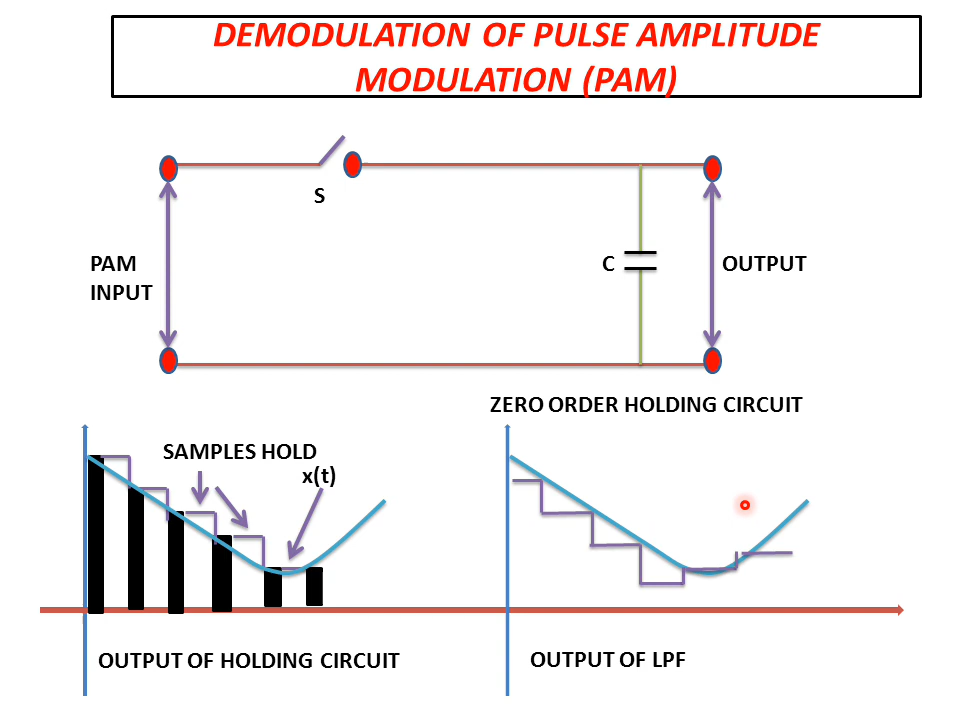 DEMODULATION OF PULSE AMPLITUDE
MODULATION (PAM)
S
PAM
INPUT
C
OUTPUT
ZERO ORDER HOLDING CIRCUIT
SAMPLES HOLD
x(t)
OUTPUT OF HOLDING CIRCUIT
OUTPUT OF LPF